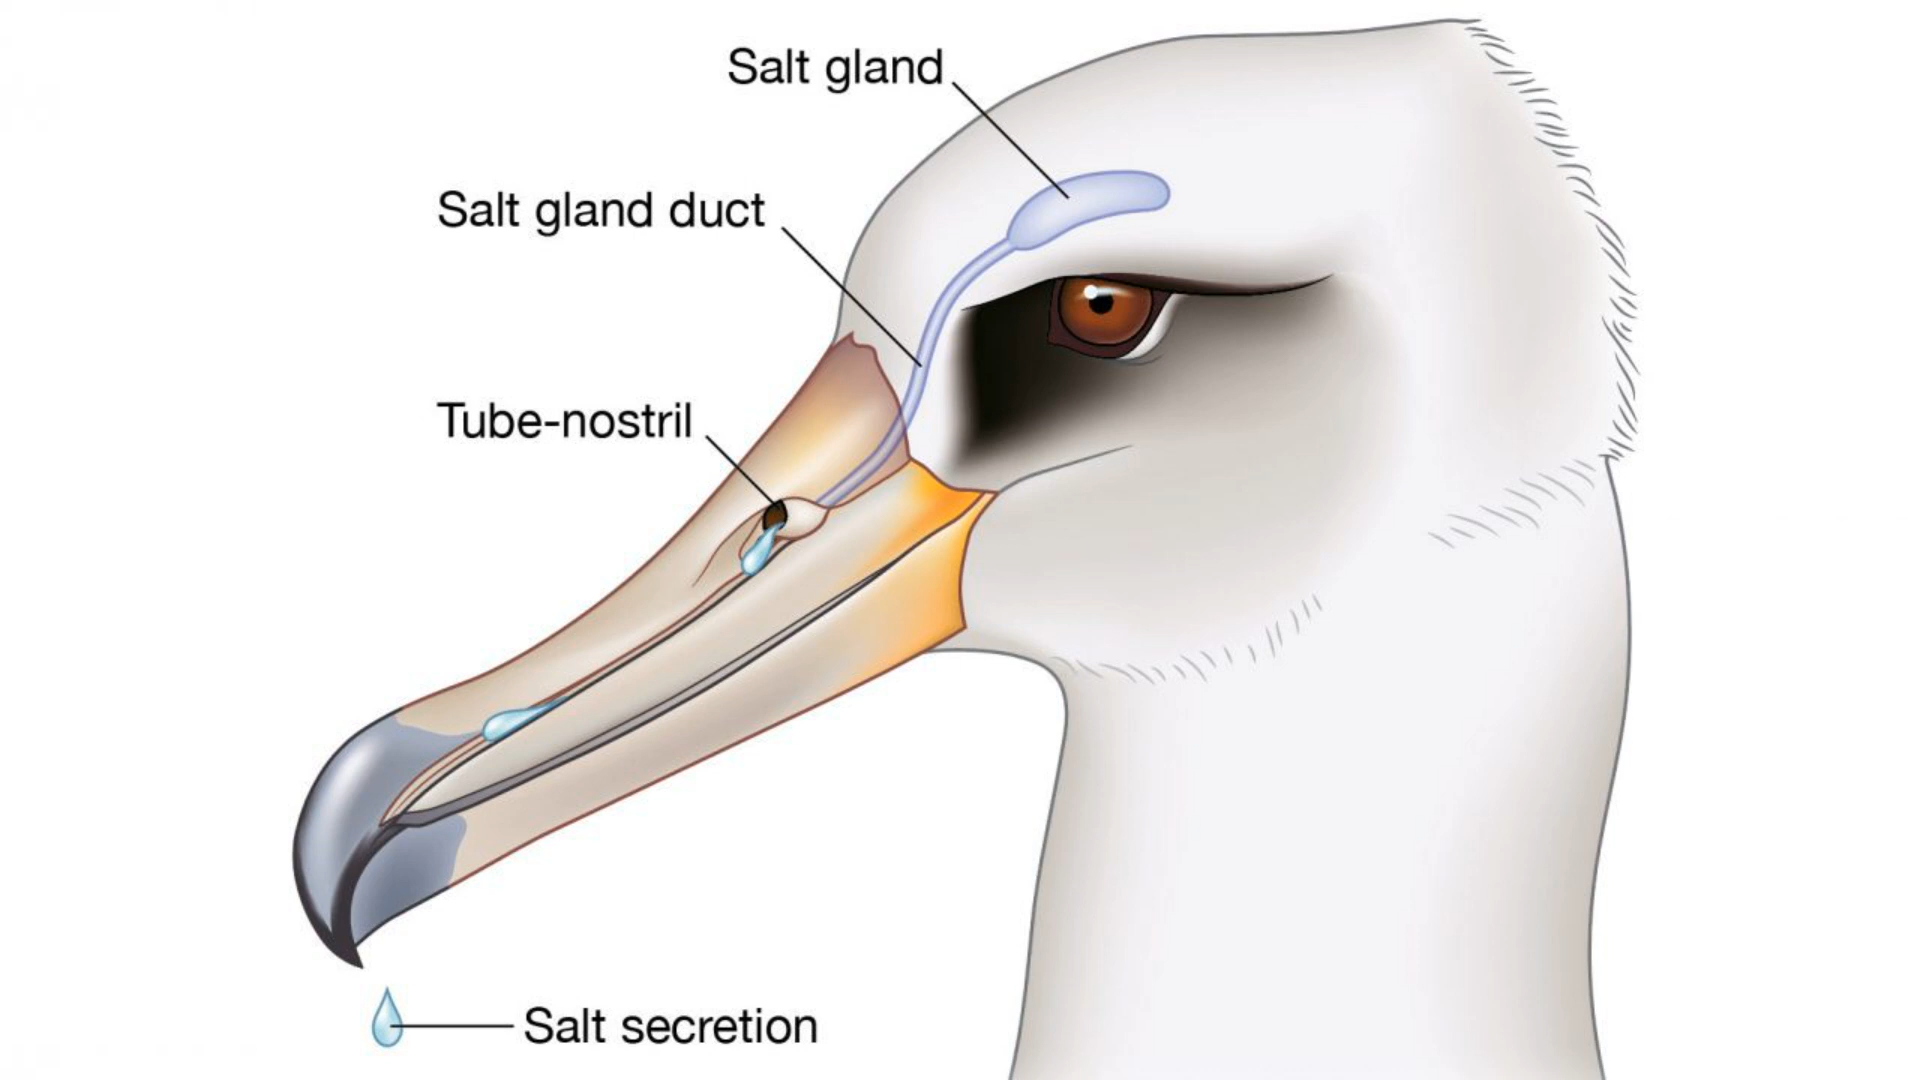 Salt gland
Salt gland duct
Tube-nostril
Salt secretion